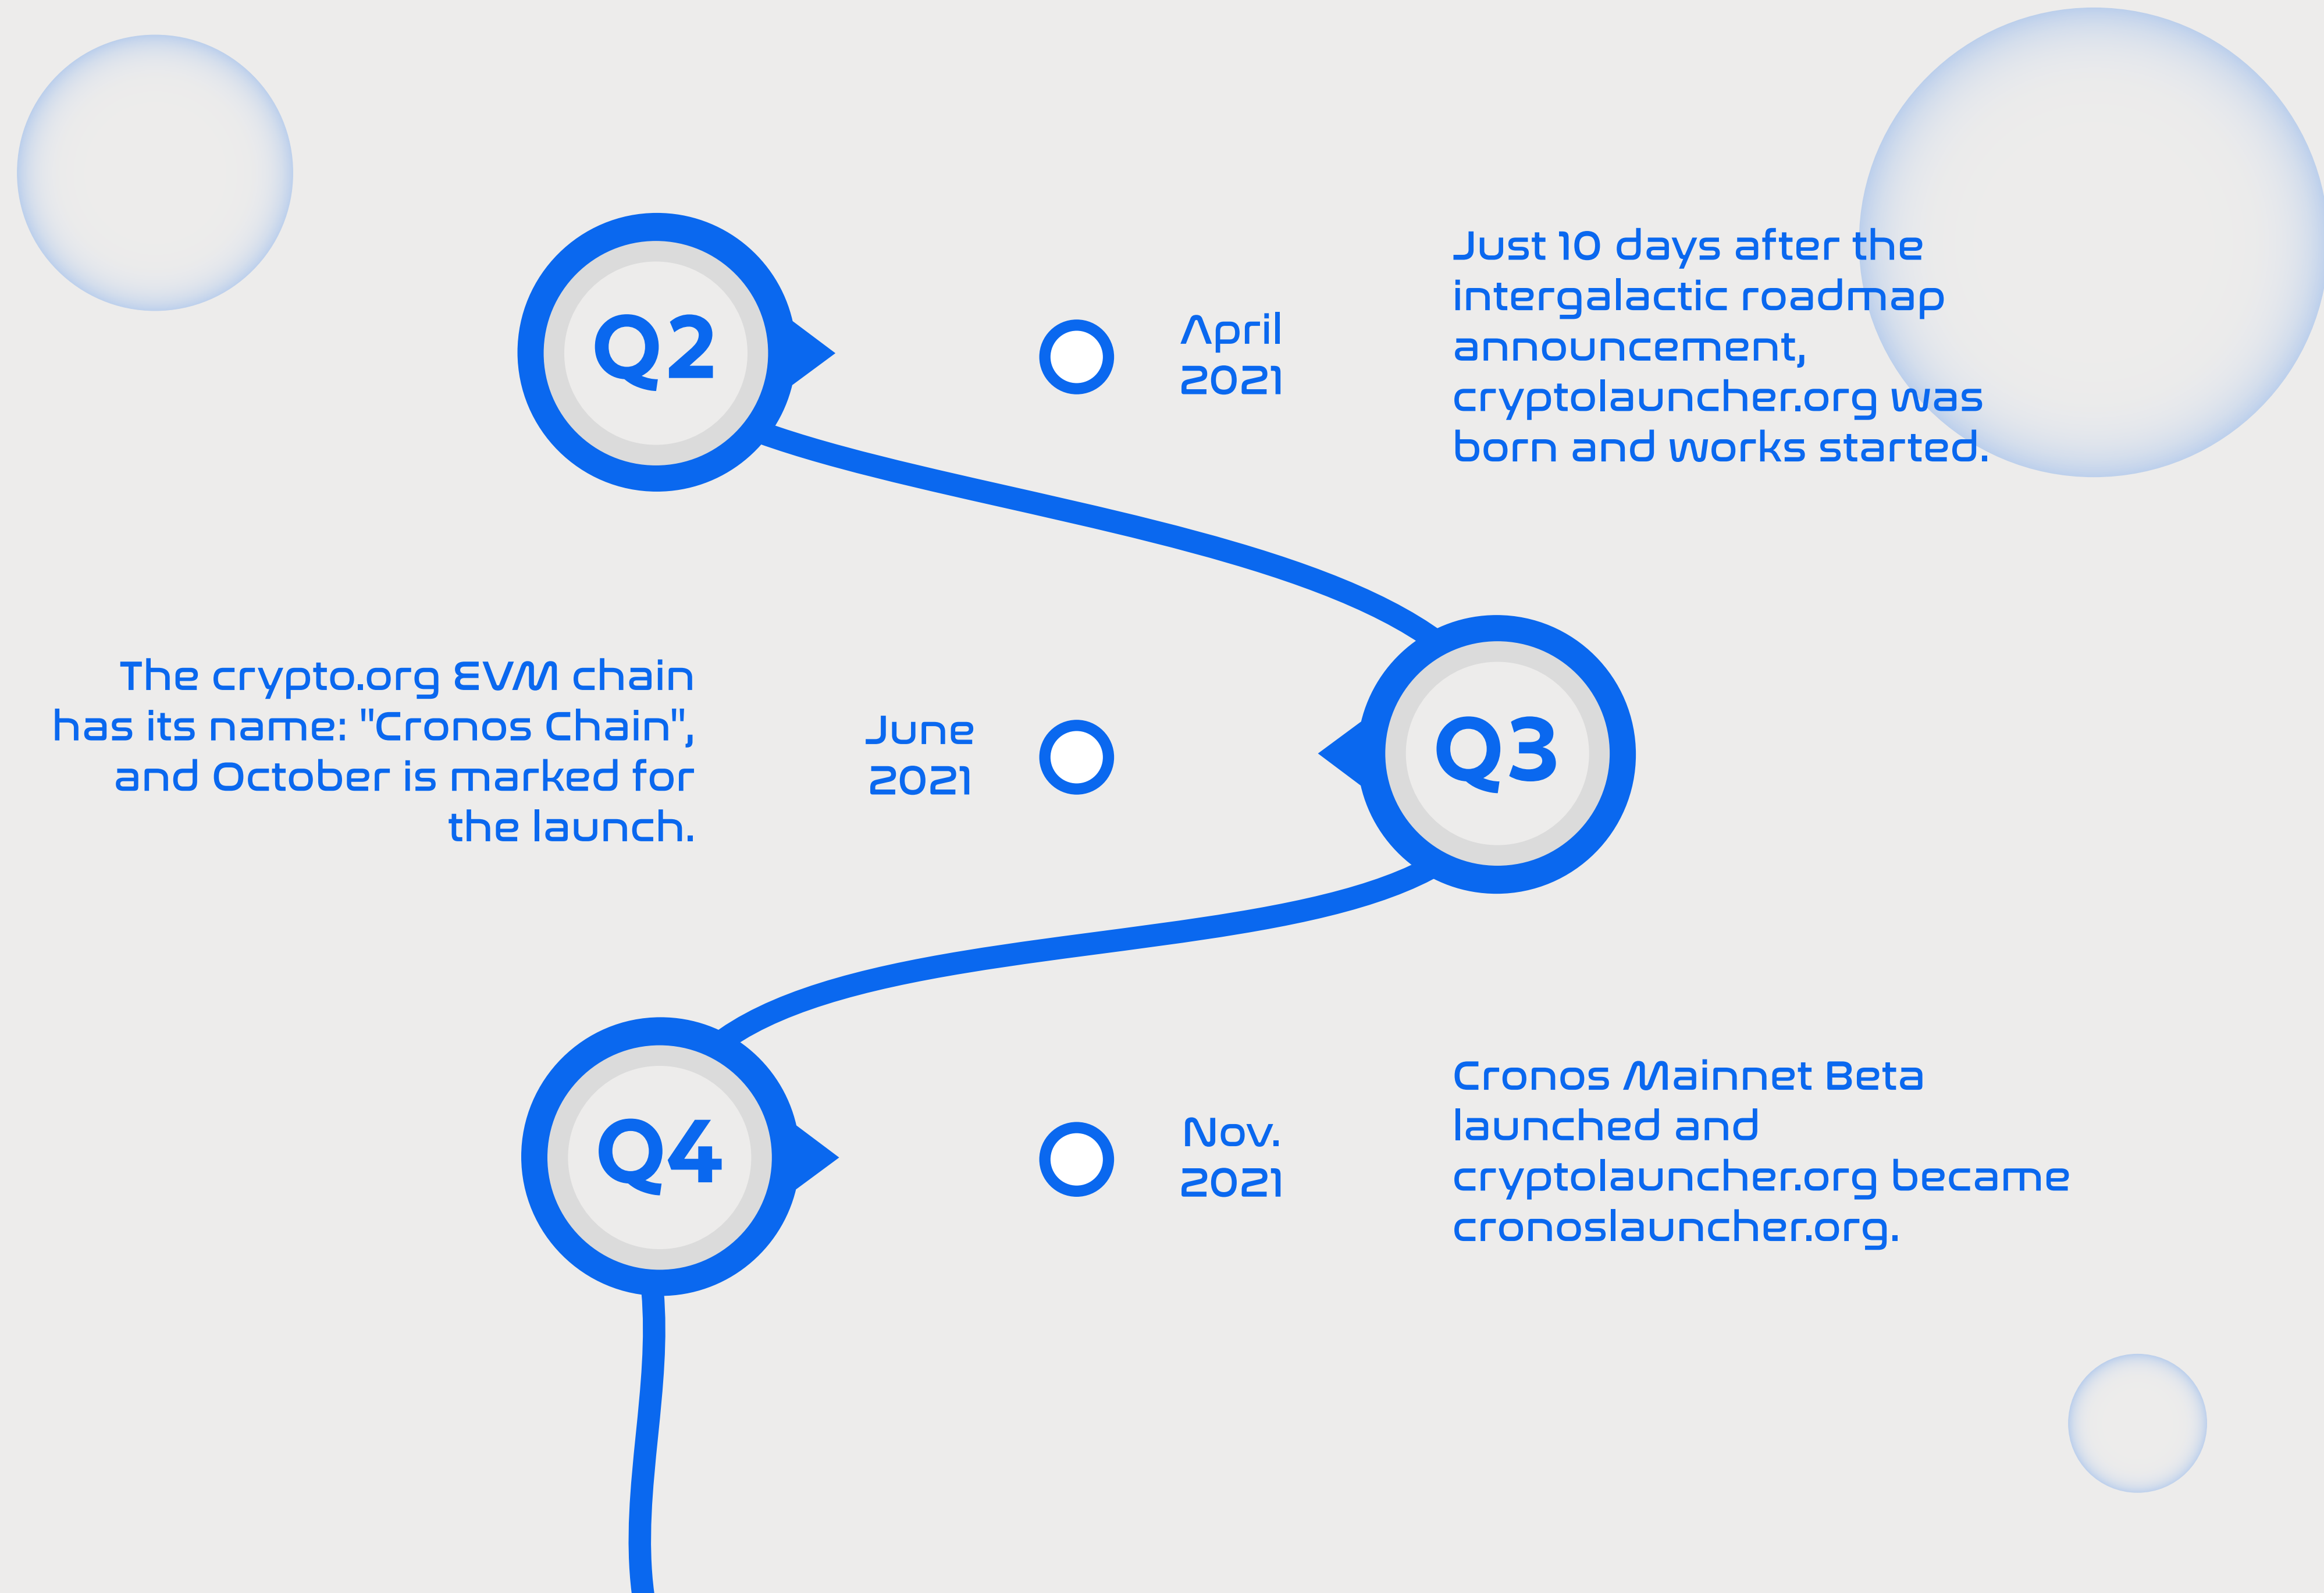 Q2
April
2021
Just 10 days after the
intergalactic roadmap
announcement,
cryptolauncher.org was
born and works started.
The crypto.org EVM chain
has its name: "Cronos Chain",
and October is marked for
the launch.
June
2021
Q3
Q4
Nov.
2021
Cronos Mainnet Beta
launched and
cryptolauncher.org became
cronoslauncher.org.